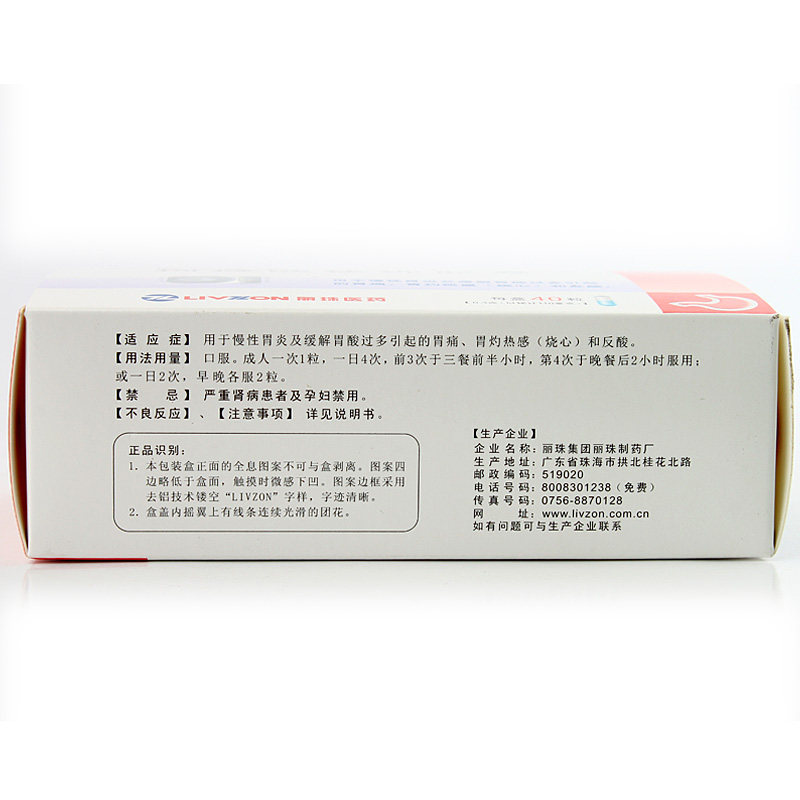 丽珠医药 LIVZON
每盒40粒
【适 应 症】 用于慢性胃炎及缓解胃酸过多引起的胃痛、胃灼热感（烧心）和反酸。
【用法用量】 口服。成人一次1粒，一日4次，前3次于三餐前半小时，第4次于晚餐后2小时服用；
或一日2次，早晚各服2粒。
【禁 忌】 严重肾病患者及孕妇禁用。
【不良反应】、【注意事项】 详见说明书。
正品识别：
1. 本包装盒正面的全息图案不可与盒剥离。图案四
边略低于盒面，触摸时微感下凹。图案边框采用
去铝技术镂空“LIVZON”字样，字迹清晰。
2. 盒盖内摇翼上有线条连续光滑的团花。
【生产企业】
企业名称：丽珠集团丽珠制药厂
生产地址：广东省珠海市拱北桂花北路
邮政编码：519020
电话号码：8008301238（免费）
传真号码：0756-8870128
网 址：www.livzon.com.cn
如有问题可与生产企业联系